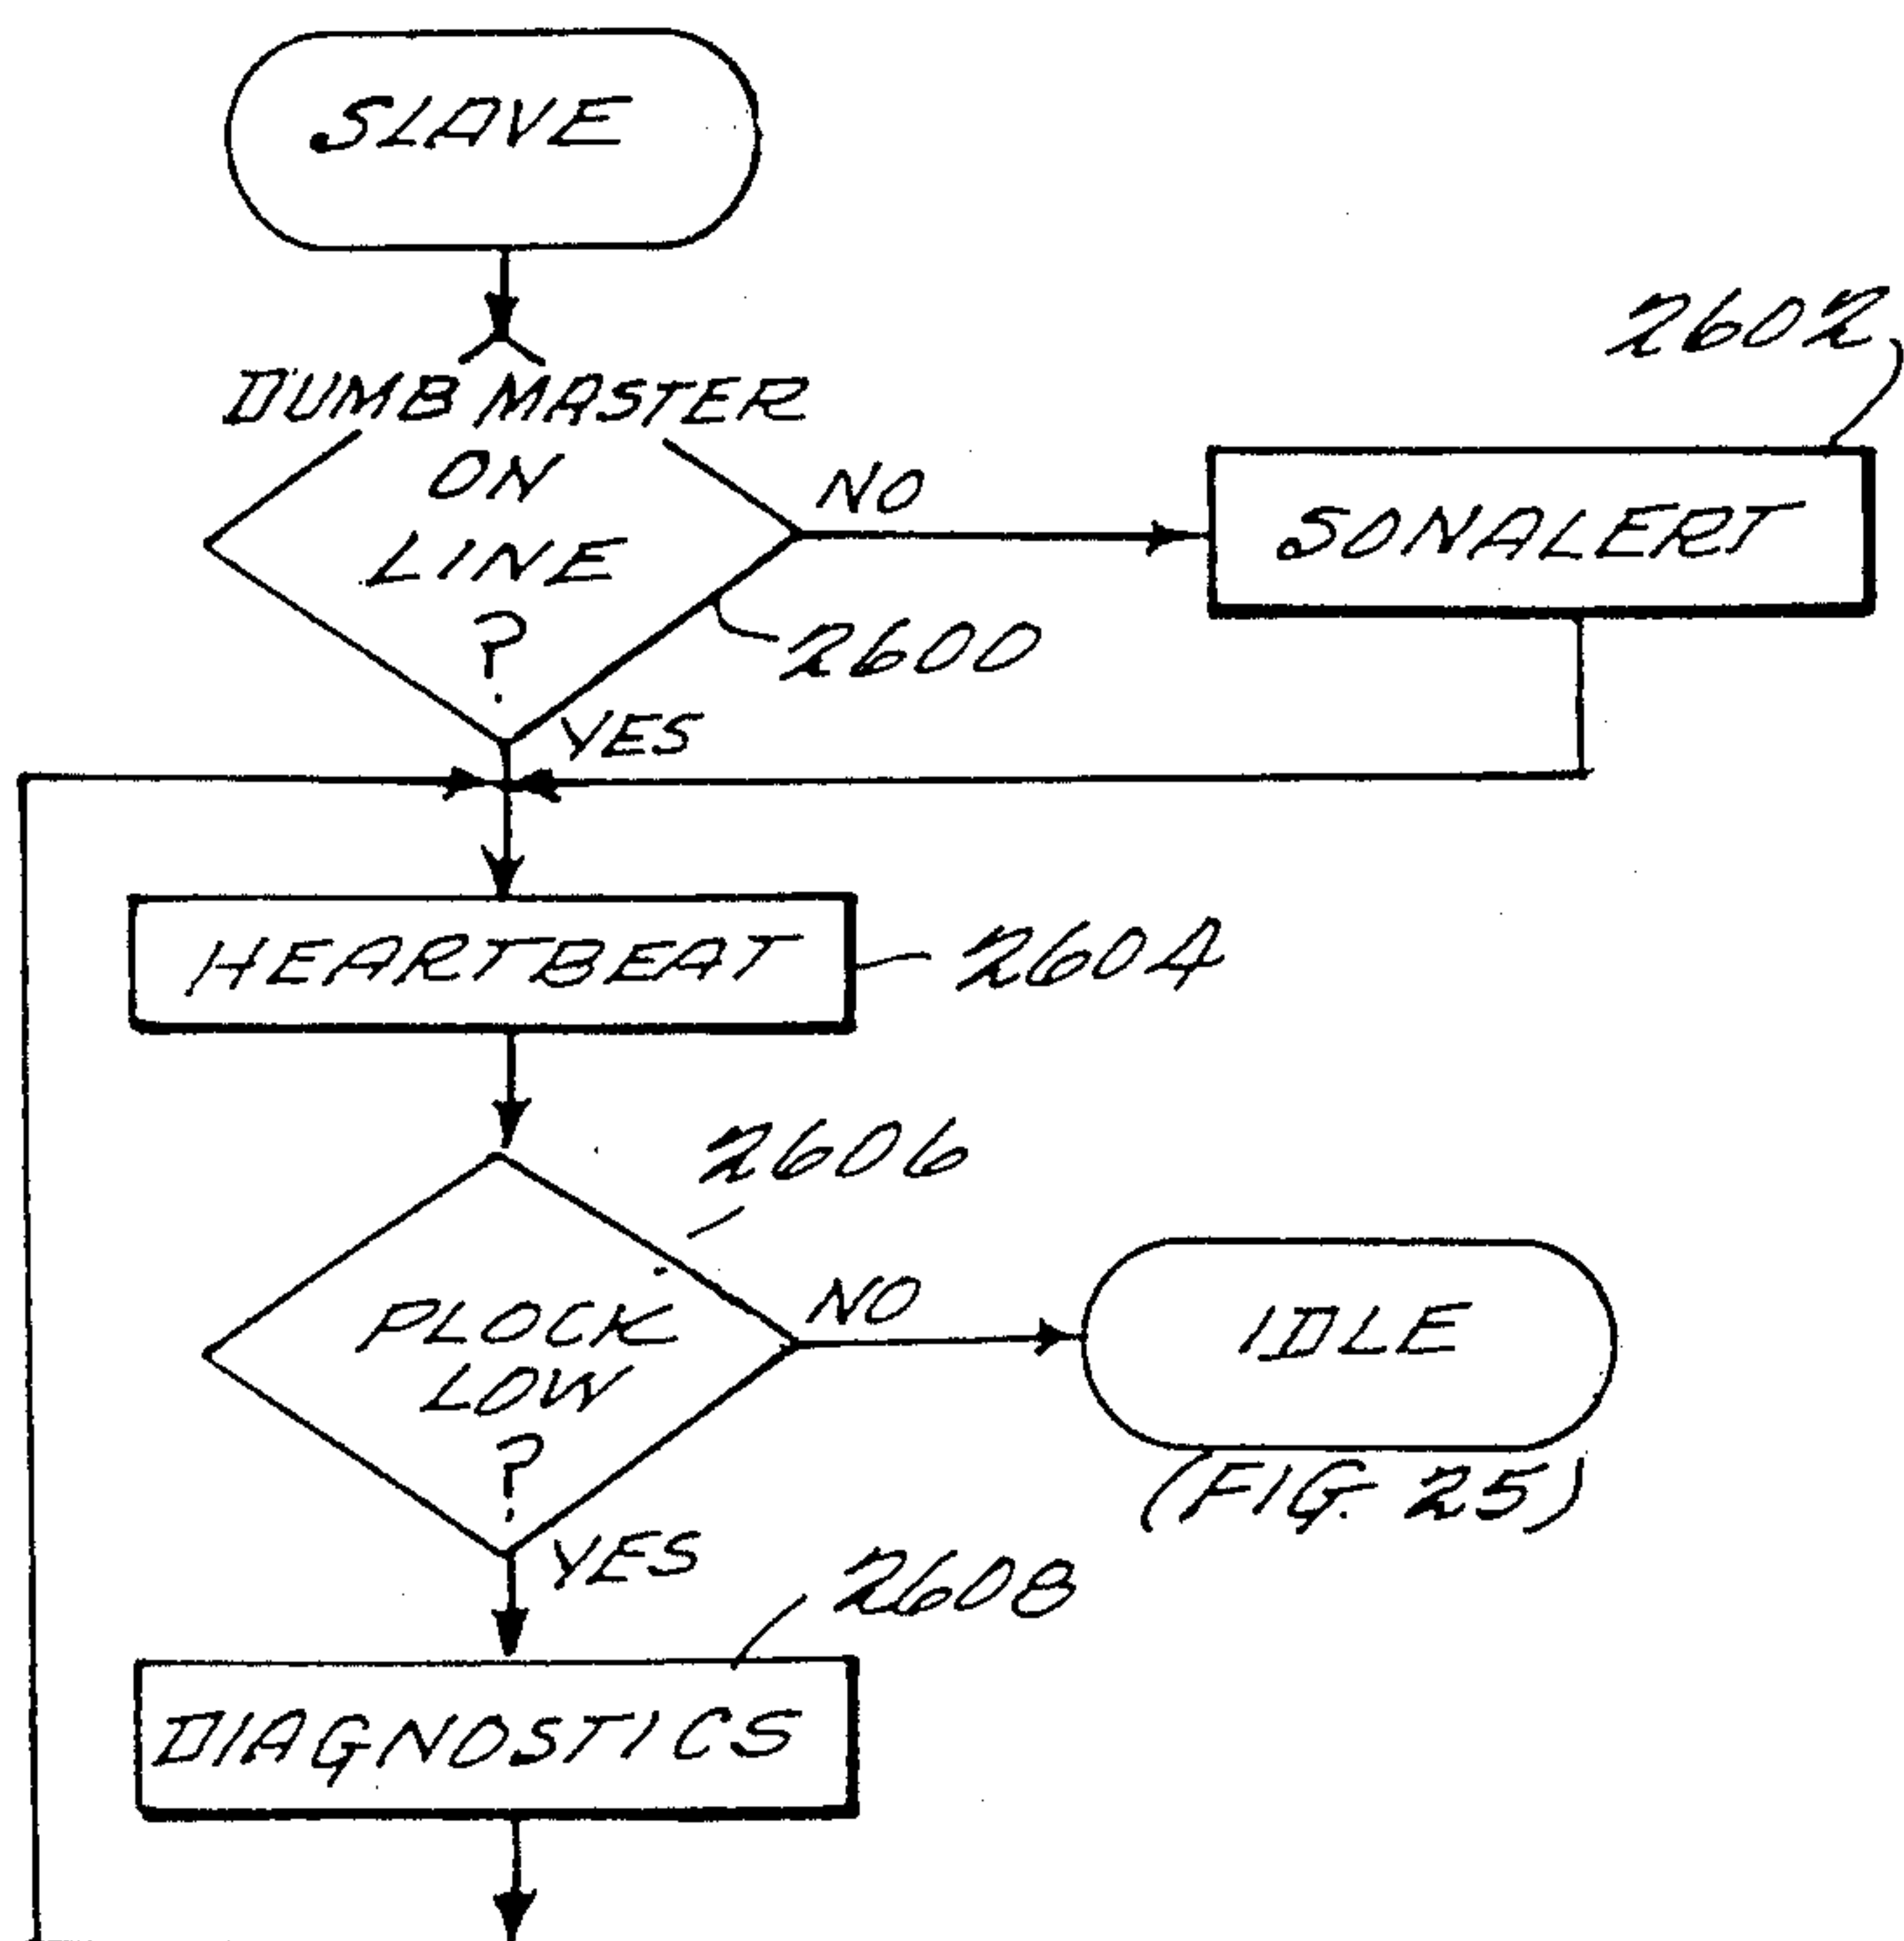 SLAVE
2602
DUMB MASTER
ON
LINE
?
NO
SONALERT
2600
YES
HEARTBEAT
2604
2606
PLOCK
LOW
?
NO
IDLE
(FIG. 25)
YES
2608
DIAGNOSTICS